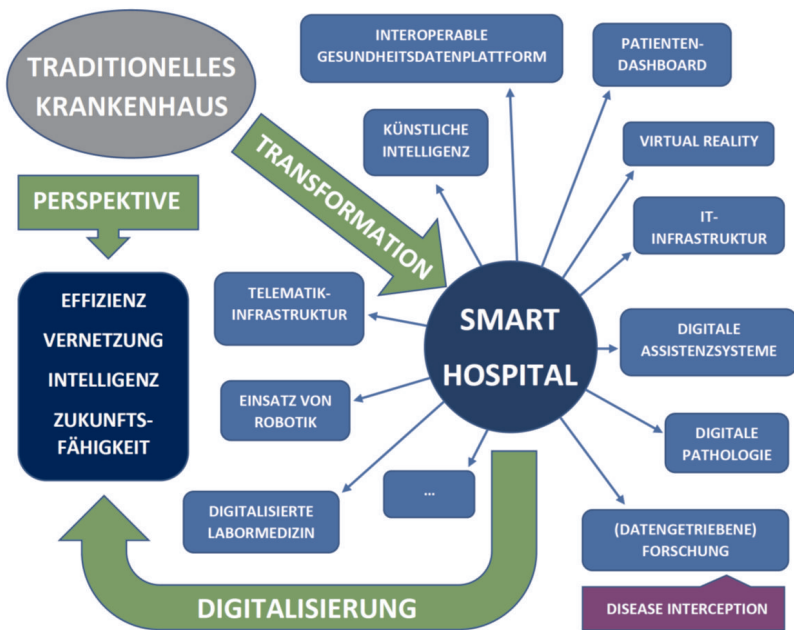 TRADITIONELLES
KRANKENHAUS
TRANSFORMATION
PERSPEKTIVE
EFFIZIENZ
VERNETZUNG
INTELLIGENZ
ZUKUNFTS-
FÄHIGKEIT
INTEROPERABLE
GESUNDHEITSDATENPLATTFORM
PATIENTEN-
DASHBOARD
KÜNSTLICHE
INTELLIGENZ
VIRTUAL REALITY
IT-
INFRASTRUKTUR
TELEMATIK-
INFRASTRUKTUR
SMART
HOSPITAL
DIGITALE
ASSISTENZSYSTEME
EINSATZ VON
ROBOTIK
DIGITALE
PATHOLOGIE
DIGITALISIERTE
LABORMEDIZIN
...
(DATENGETRIEBENE)
FORSCHUNG
DIGITALISIERUNG
DISEASE INTERCEPTION